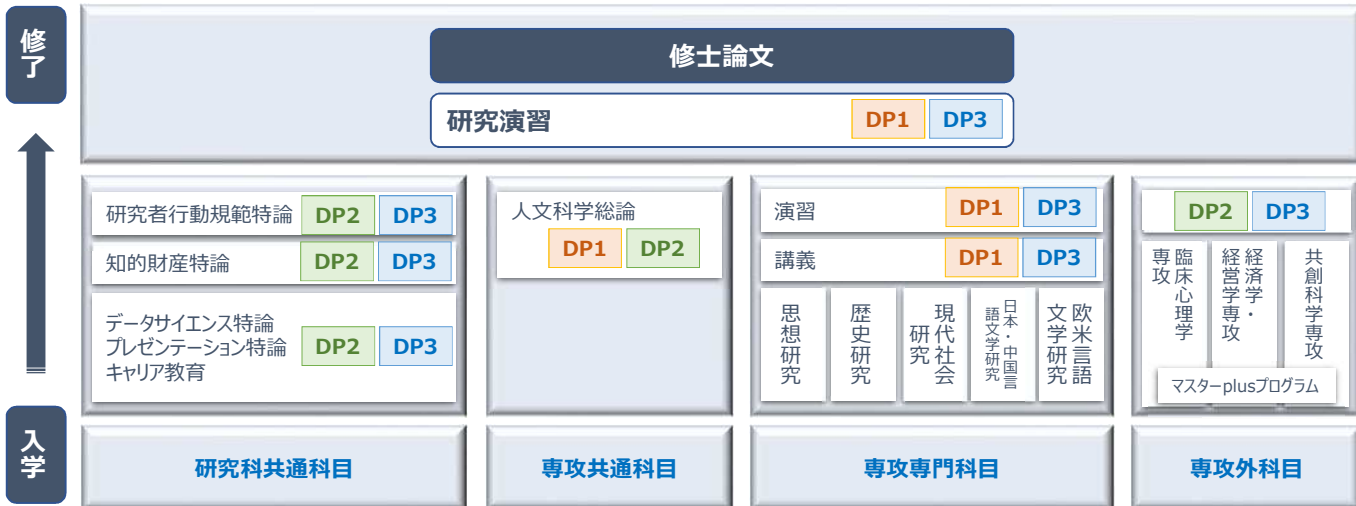 修了
修士論文
研究演習 DP1 DP3
研究者行動規範特論 DP2 DP3
知的財産特論 DP2 DP3
データサイエンス特論
プレゼンテーション特論 DP2 DP3
キャリア教育
人文科学総論
DP1 DP2
演習 DP1 DP3
講義 DP1 DP3
思想研究
歴史研究
現代社会
研究
日本・中国言
語文学研究
欧米言語
文学研究
DP2 DP3
臨床心理学
専攻
経済学・
経営学専攻
共創科学専攻
マスターplusプログラム
入学
研究科共通科目
専攻共通科目
専攻専門科目
専攻外科目